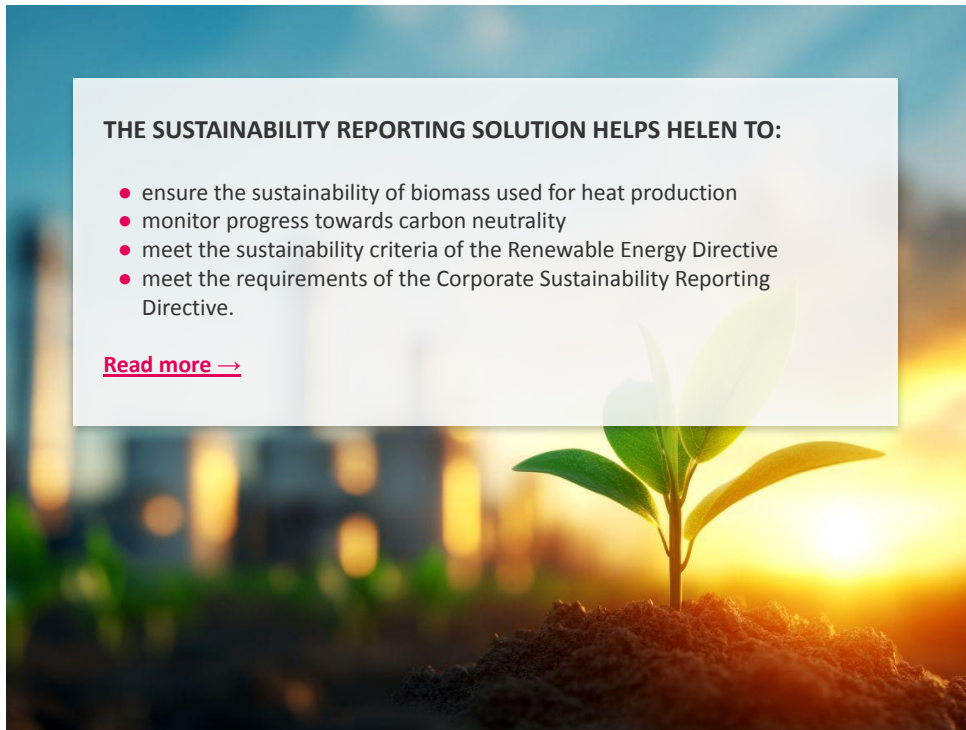 THE SUSTAINABILITY REPORTING SOLUTION HELPS HELEN TO:
● ensure the sustainability of biomass used for heat production
● monitor progress towards carbon neutrality
● meet the sustainability criteria of the Renewable Energy Directive
● meet the requirements of the Corporate Sustainability Reporting
Directive.
Read more →